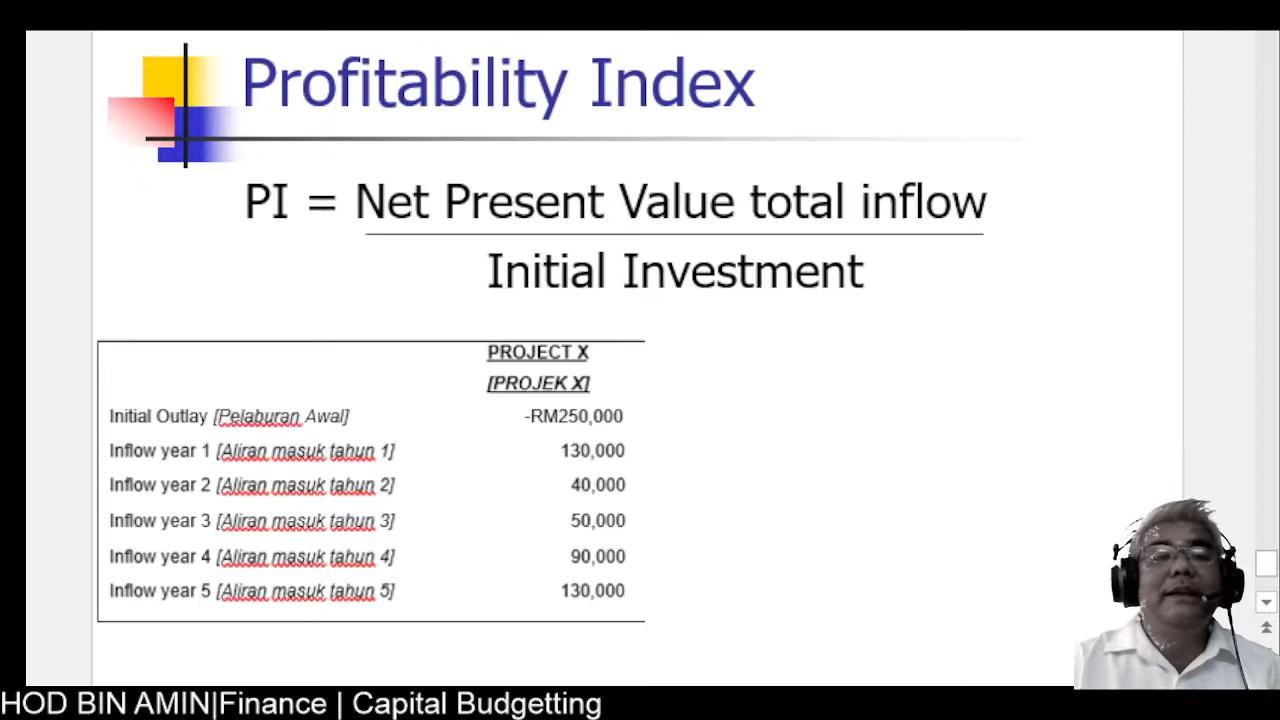 Profitability Index
PI = Net Present Value total inflow
Initial Investment
PROJECT X
[PROJEK X]
Initial Outlay [Pelaburan Awal] -RM250,000
Inflow year 1 [Aliran masuk tahun 1] 130,000
Inflow year 2 [Aliran masuk tahun 2] 40,000
Inflow year 3 [Aliran masuk tahun 3] 50,000
Inflow year 4 [Aliran masuk tahun 4] 90,000
Inflow year 5 [Aliran masuk tahun 5] 130,000
HOD BIN AMIN|Finance | Capital Budgetting